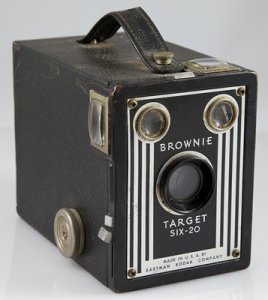 BROWNIE
TARGET
SIX-20
MADE IN U.S.A. BY
EASTMAN KODAK COMPANY